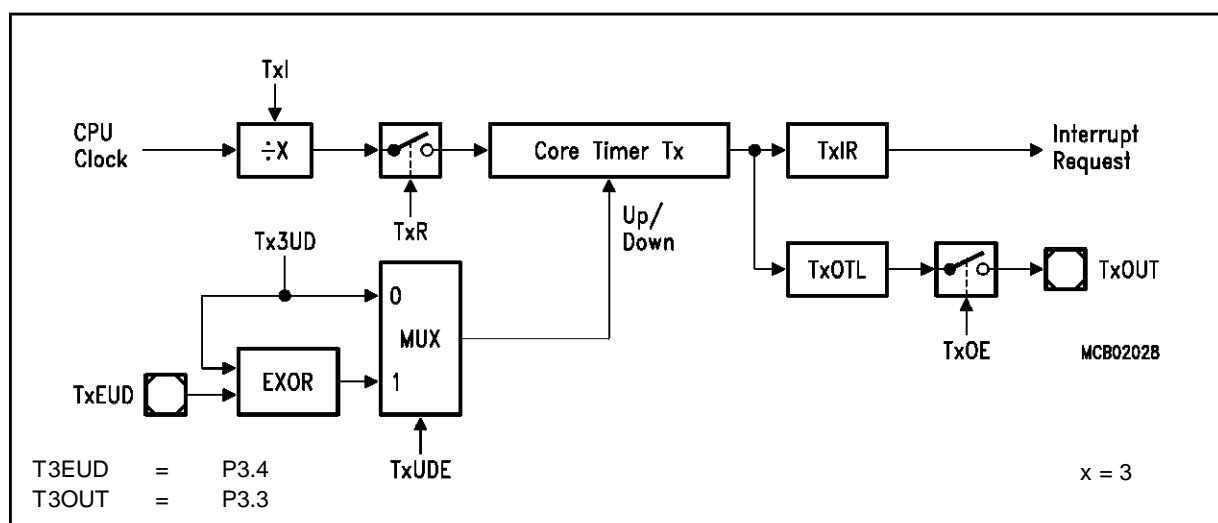 TxI
CPU
Clock
÷X
Core Timer Tx
TxIR
Interrupt
Request
TxR
Up/
Down
Tx3UD
TxOTL
TxOUT
0
MUX
TxOE
MCB02028
TxEUD
EXOR
1
TxUDE
T3EUD = P3.4
x = 3
T3OUT = P3.3